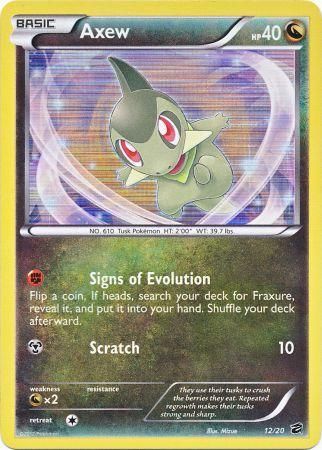 BASIC
Axew
HP40
NO. 610 Tusk Pokémon HT: 2'00" WT: 39.7 lbs.
Signs of Evolution
Flip a coin. If heads, search your deck for Fraxure,
reveal it, and put it into your hand. Shuffle your deck
afterward.
Scratch 10
weakness resistance
×2
retreat
They use their tusks to crush
the berries they eat. Repeated
regrowth makes their tusks
strong and sharp.
Illus. Mizue
12/20